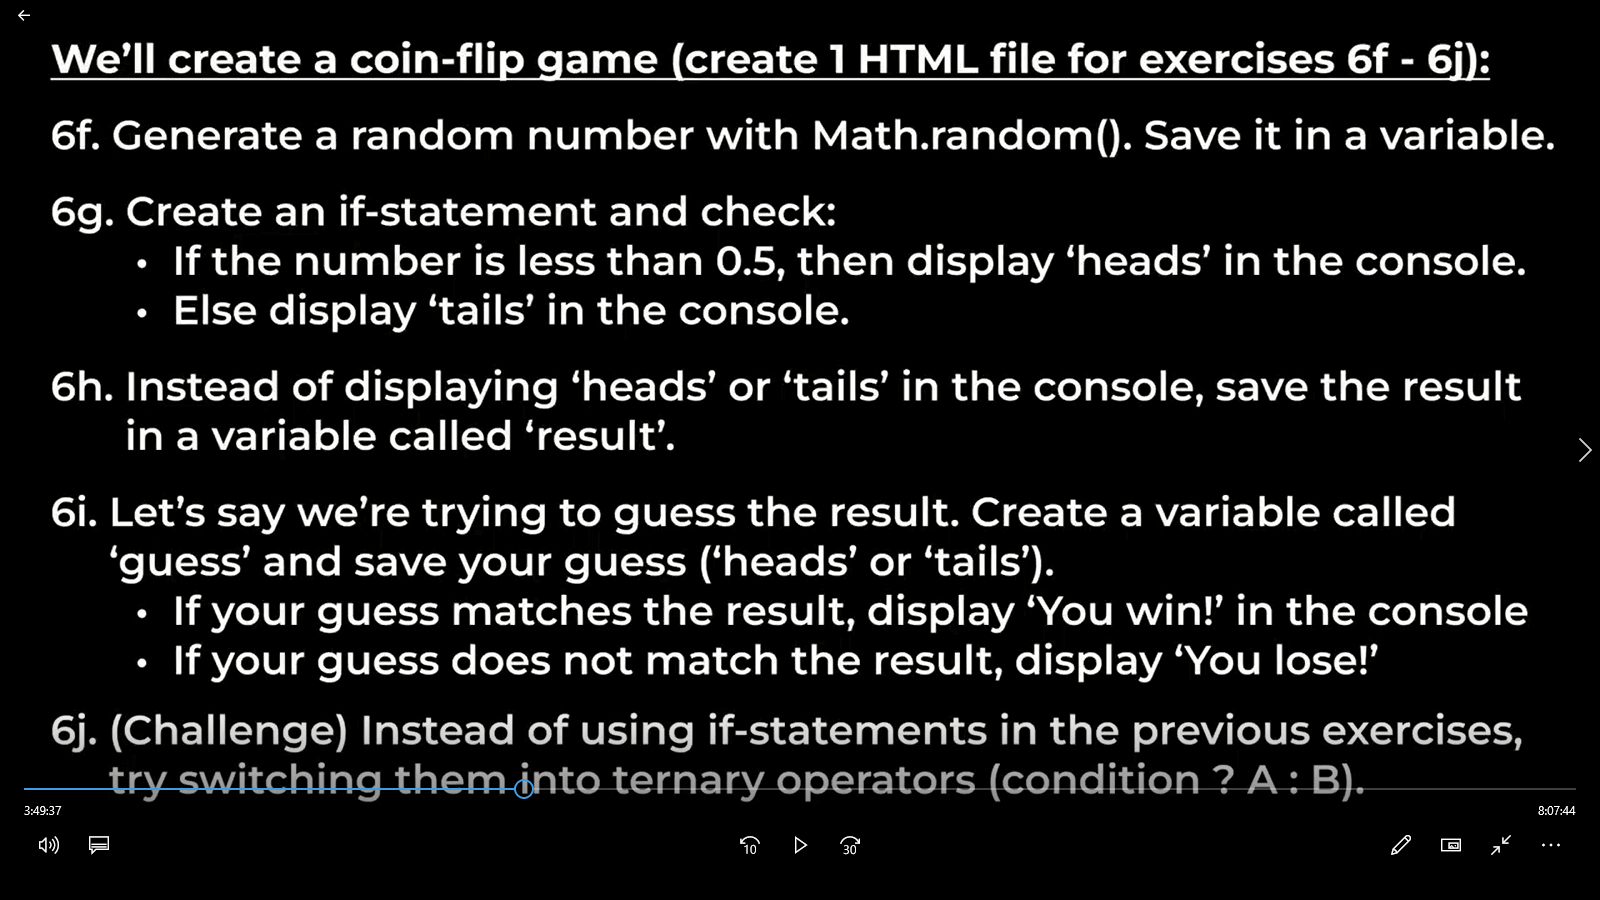 We’ll create a coin-flip game (create 1 HTML file for exercises 6f - 6j):
6f. Generate a random number with Math.random(). Save it in a variable.
6g. Create an if-statement and check:
• If the number is less than 0.5, then display ‘heads’ in the console.
• Else display ‘tails’ in the console.
6h. Instead of displaying ‘heads’ or ‘tails’ in the console, save the result
in a variable called ‘result’.
6i. Let’s say we’re trying to guess the result. Create a variable called
‘guess’ and save your guess (‘heads’ or ‘tails’).
• If your guess matches the result, display ‘You win!’ in the console
• If your guess does not match the result, display ‘You lose!’
6j. (Challenge) Instead of using if-statements in the previous exercises,
try switching them into ternary operators (condition ? A : B).
3:49:37
8:07:44
10
30